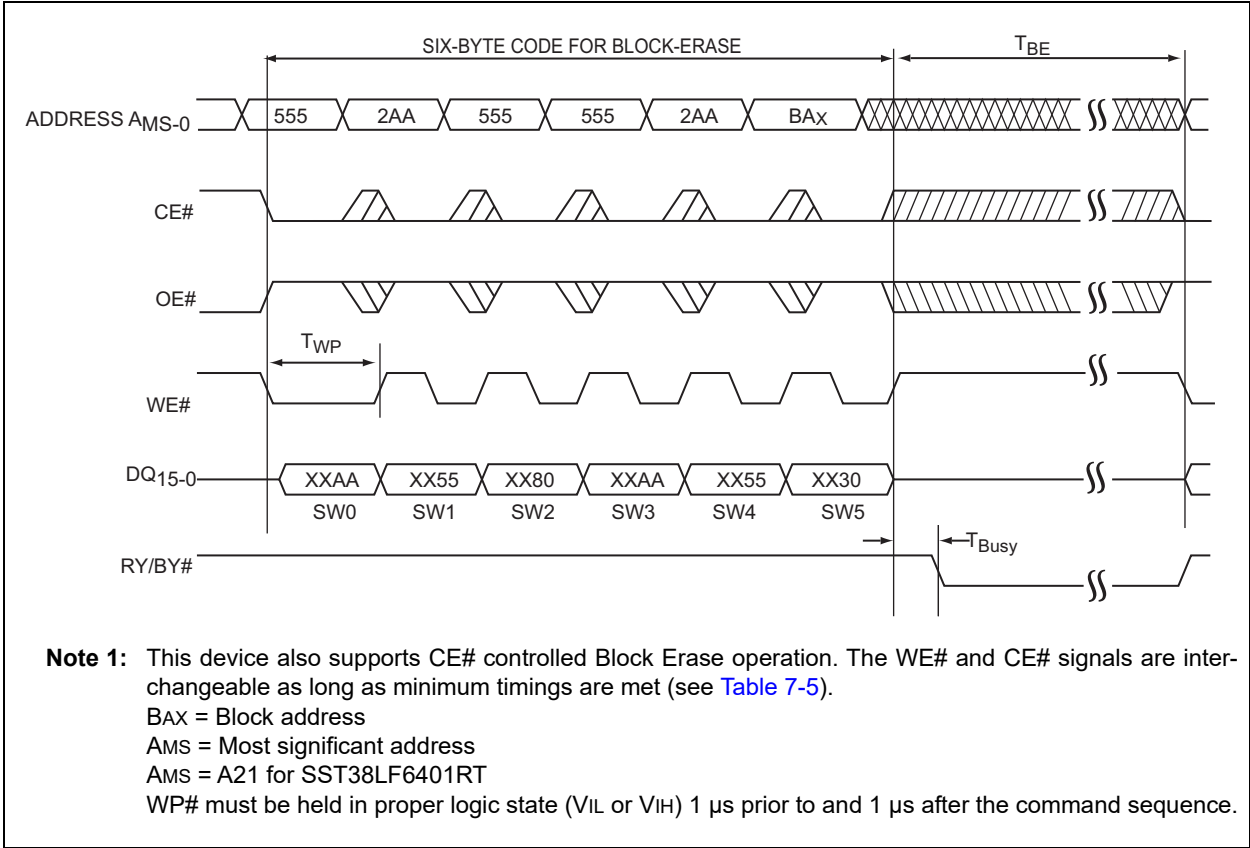 SIX-BYTE CODE FOR BLOCK-ERASE
TBE
ADDRESS AMS-0
555 2AA 555 555 2AA BAX
CE#
OE#
TWP
WE#
DQ15-0
XXAA XX55 XX80 XXAA XX55 XX30
SW0 SW1 SW2 SW3 SW4 SW5
TBusy
RY/BY#
Note 1: This device also supports CE# controlled Block Erase operation. The WE# and CE# signals are inter-
changeable as long as minimum timings are met (see Table 7-5).
BAX = Block address
AMS = Most significant address
AMS = A21 for SST38LF6401RT
WP# must be held in proper logic state (VIL or VIH) 1 µs prior to and 1 µs after the command sequence.